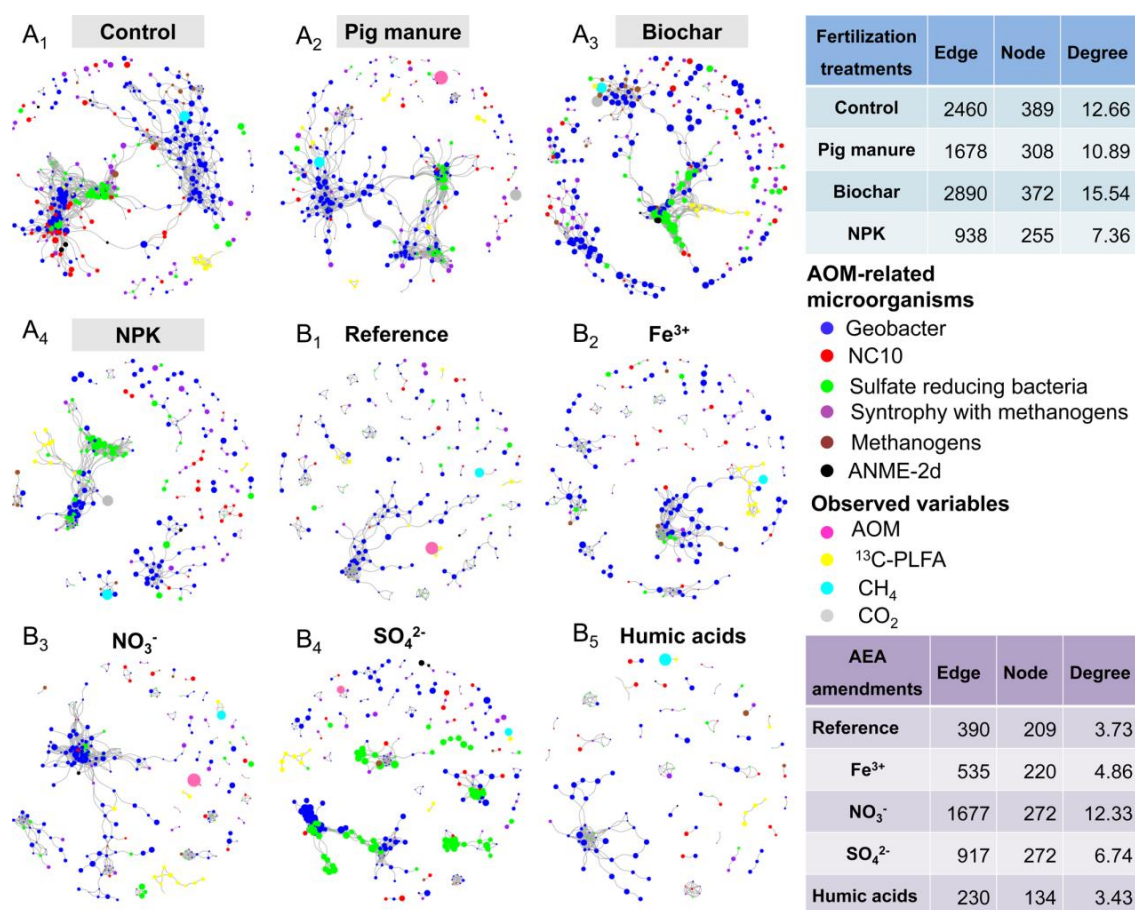 A₁ Control
A₂ Pig manure
A₃ Biochar
Fertilization treatments Edge Node Degree
Control 2460 389 12.66
Pig manure 1678 308 10.89
Biochar 2890 372 15.54
NPK 938 255 7.36
AOM-related
microorganisms
Geobacter
NC10
Sulfate reducing bacteria
Syntrophy with methanogens
Methanogens
ANME-2d
Observed variables
AOM
¹³C-PLFA
CH₄
CO₂
A₄ NPK
B₁ Reference
B₂ Fe³⁺
B₃ NO₃⁻
B₄ SO₄²⁻
B₅ Humic acids
AEA amendments Edge Node Degree
Reference 390 209 3.73
Fe³⁺ 535 220 4.86
NO₃⁻ 1677 272 12.33
SO₄²⁻ 917 272 6.74
Humic acids 230 134 3.43